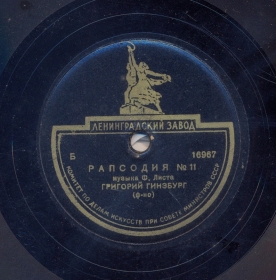 ЛЕНИНГРАДСКИЙ ЗАВОД
Б 16967
РАПСОДИЯ № 11
музыка Ф. Листа
ГРИГОРИЙ ГИНЗБУРГ
(ф-но)
КОМИТЕТ ПО ДЕЛАМ ИСКУССТВ ПРИ СОВЕТЕ МИНИСТРОВ СССР